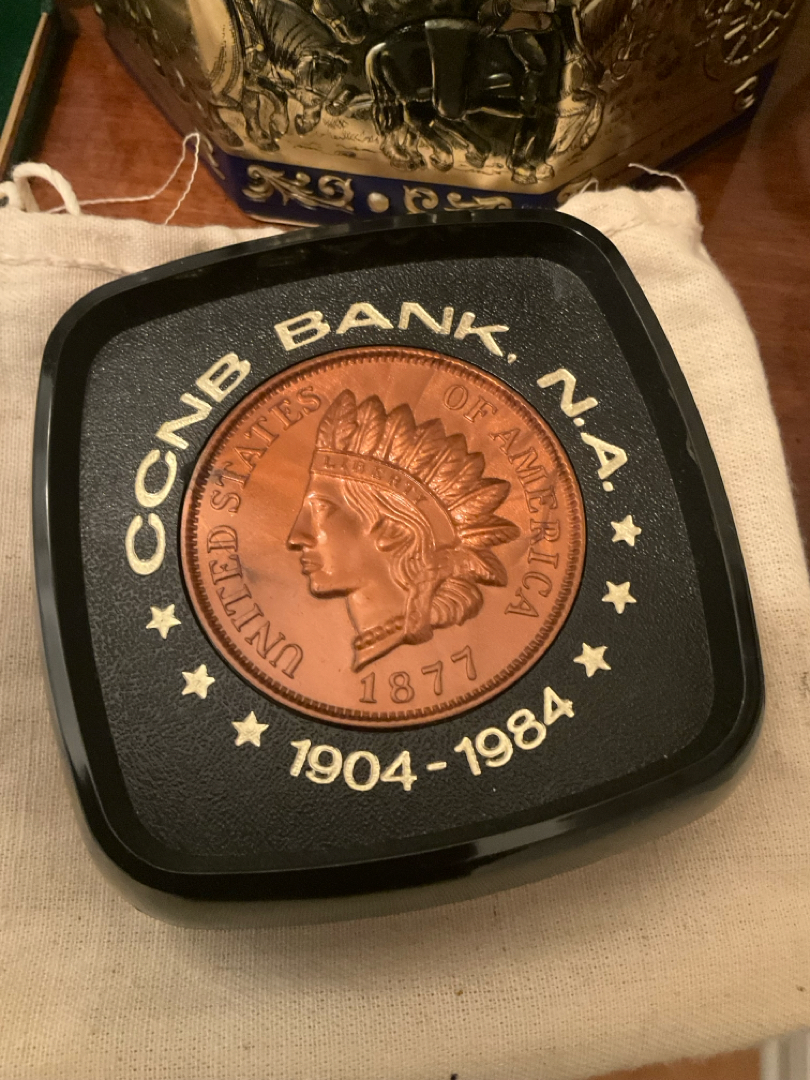 CCNB BANK, N.A.
UNITED STATES OF AMERICA
LIBERTY
1877
1904-1984